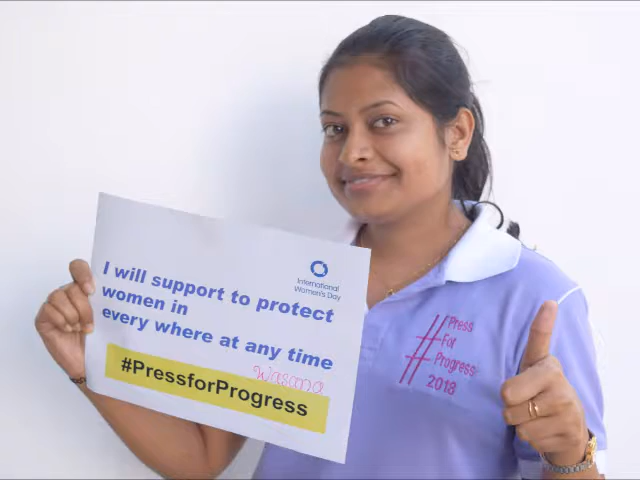 International
Women's Day
I will support to protect
women in
every where at any time
Wasana
#PressforProgress
#Press
For
Progress
2018